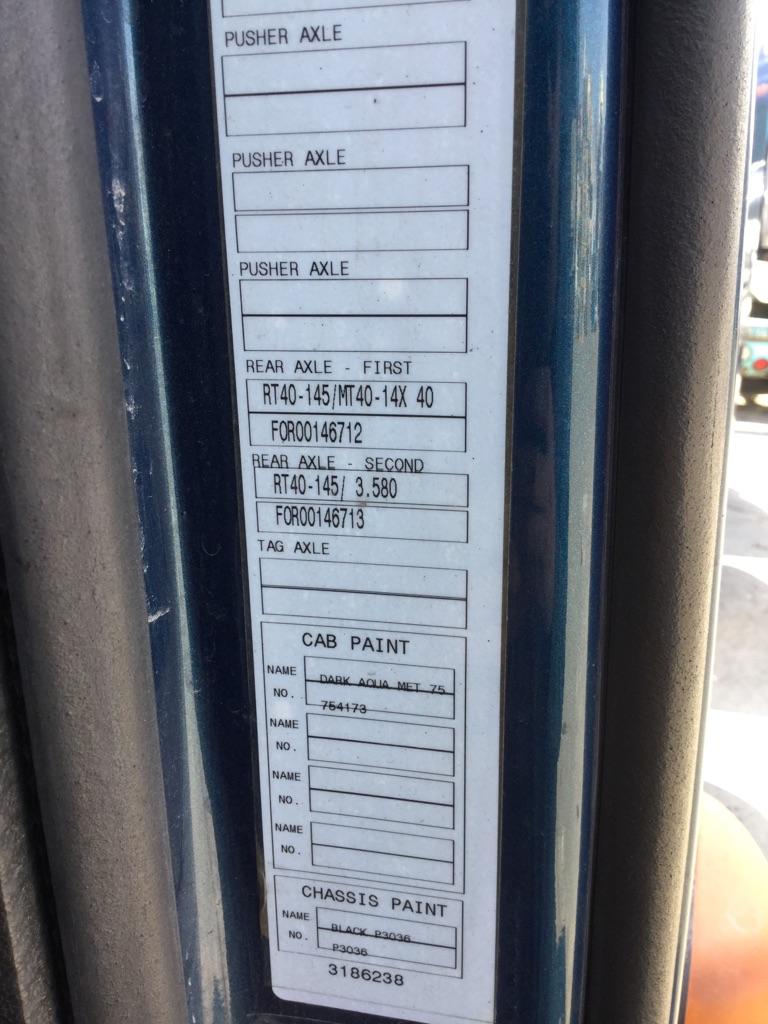 PUSHER AXLE
PUSHER AXLE
PUSHER AXLE
REAR AXLE - FIRST
RT40-145/MT40-14X 40
FOR00146712
REAR AXLE - SECOND
RT40-145/ 3.580
FOR00146713
TAG AXLE
CAB PAINT
NAME DARK AQUA MET 75
NO. 754173
NAME
NO.
NAME
NO.
NAME
NO.
CHASSIS PAINT
NAME BLACK P3036
NO. P3036
3186238